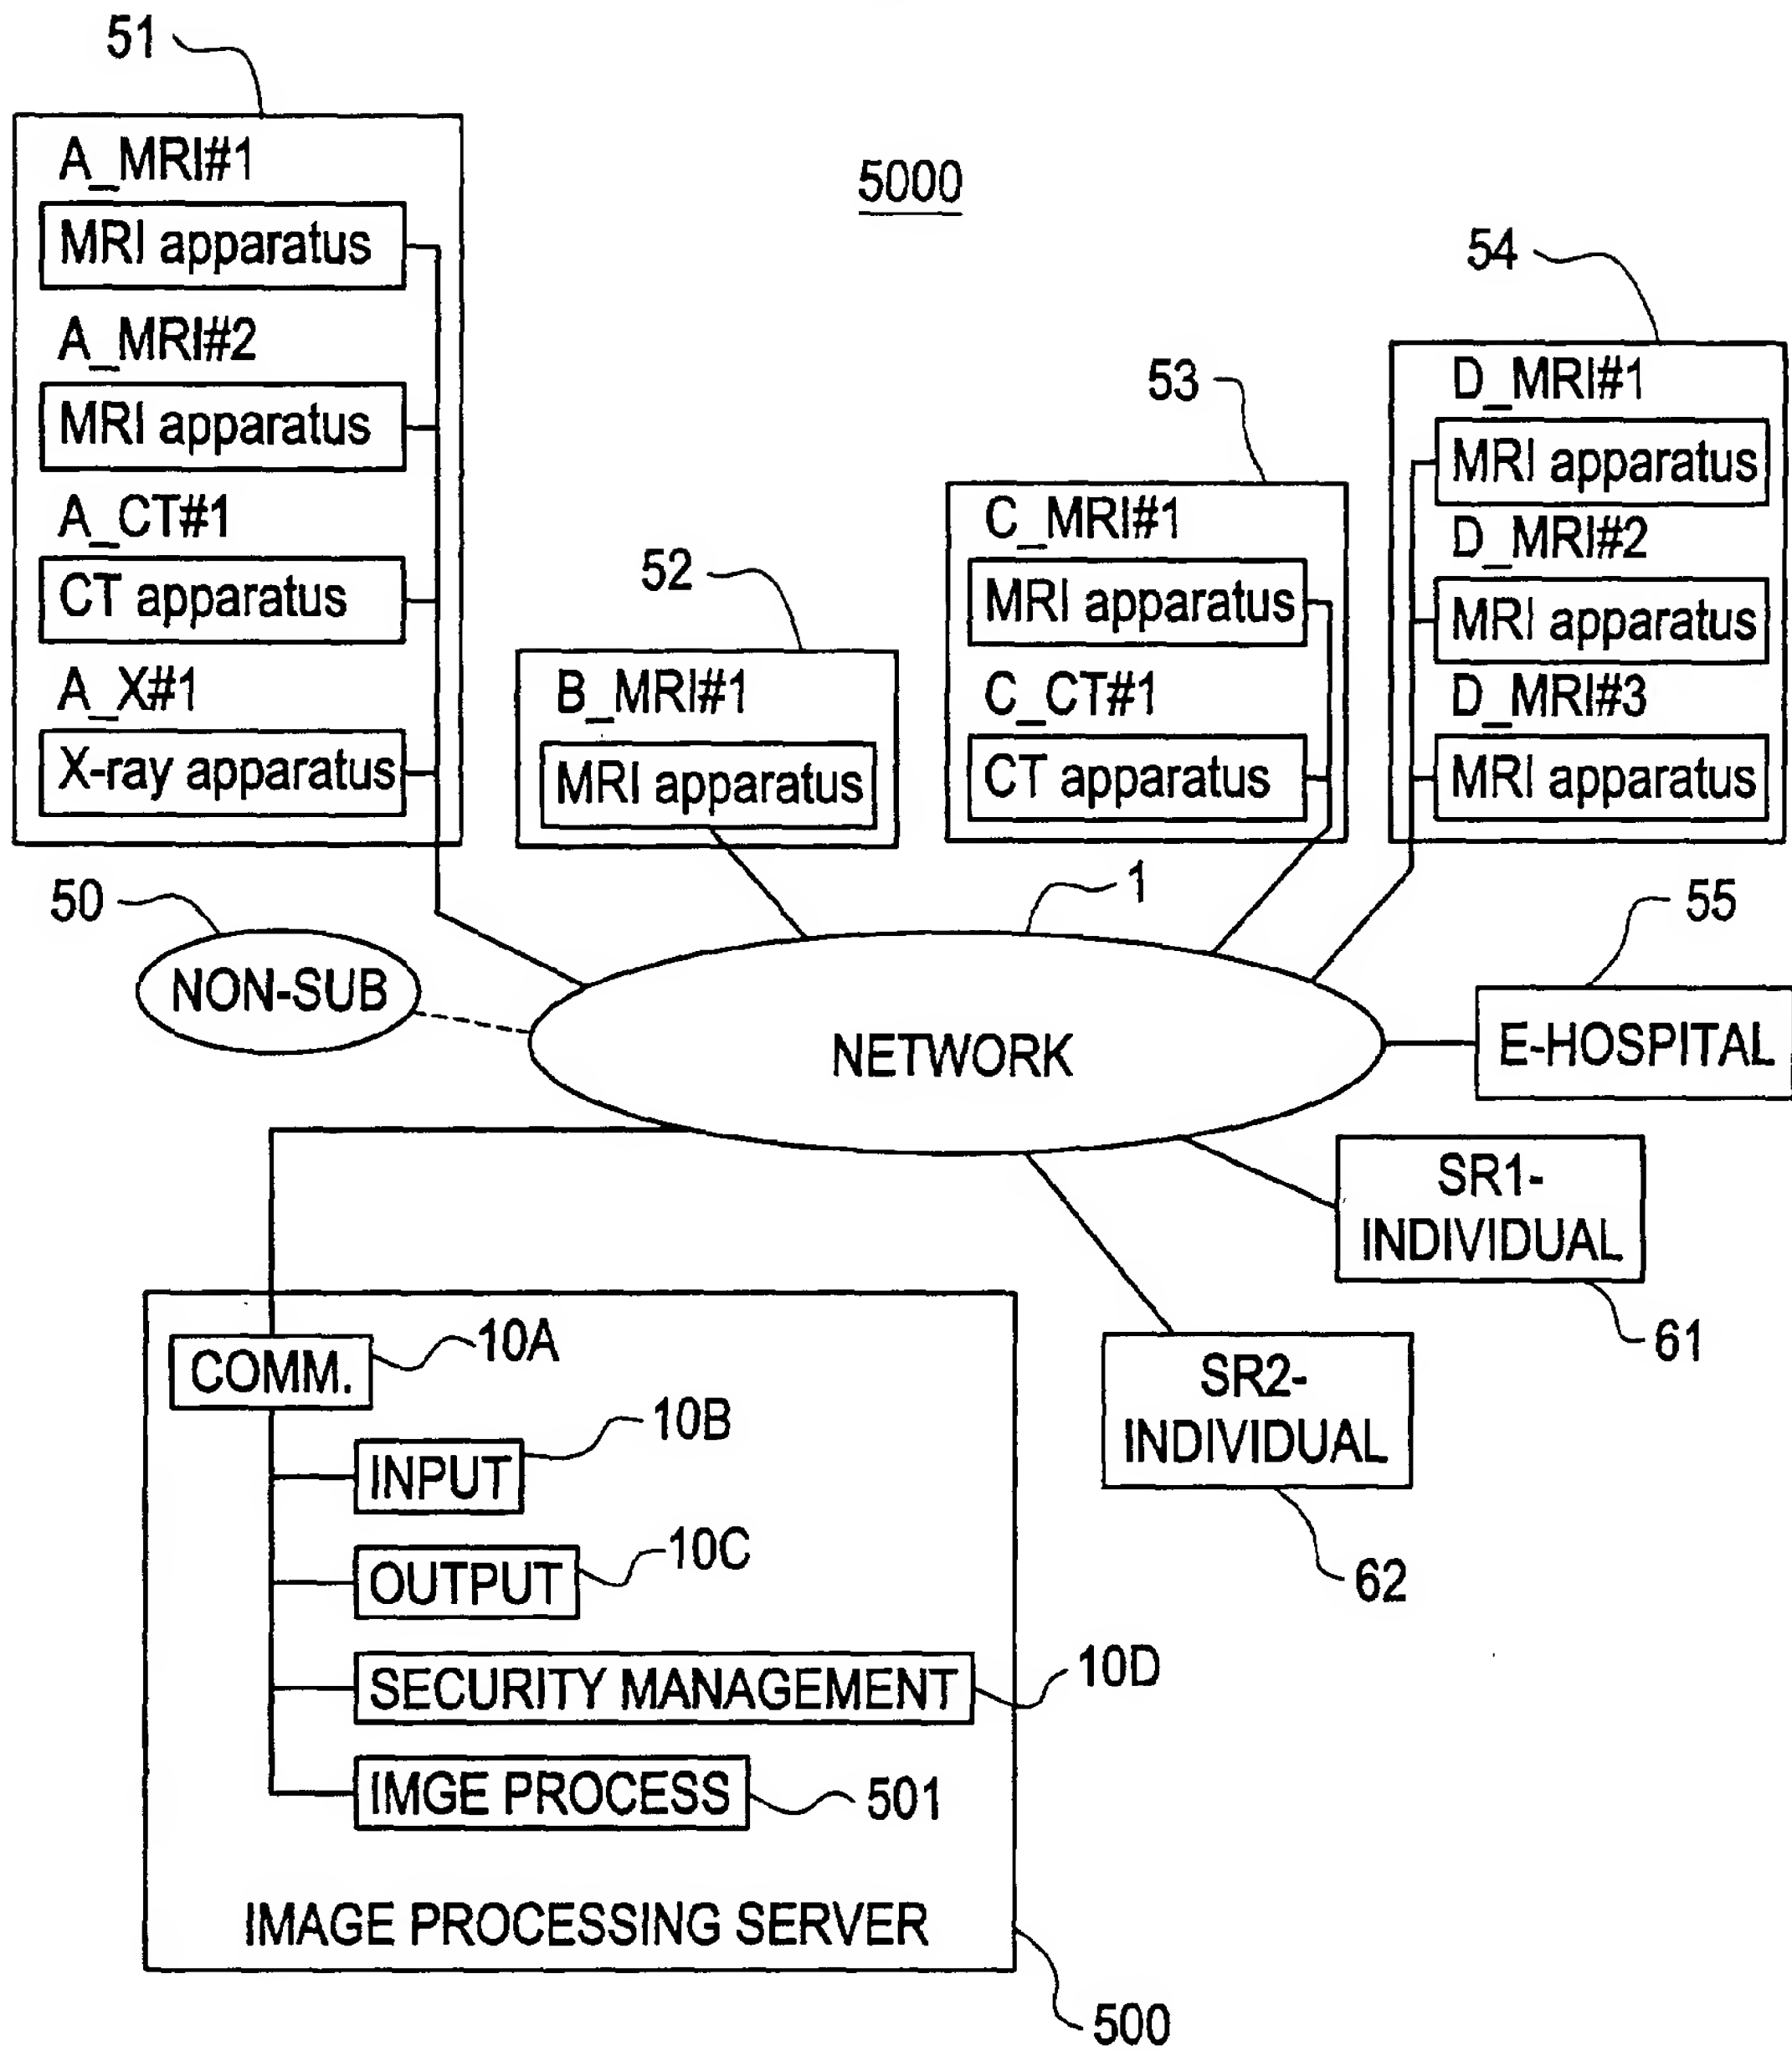 51
A_MRI#1
MRI apparatus
A_MRI#2
MRI apparatus
A_CT#1
CT apparatus
A_X#1
X-ray apparatus
5000
52
B_MRI#1
MRI apparatus
53
C_MRI#1
MRI apparatus
C_CT#1
CT apparatus
54
D_MRI#1
MRI apparatus
D_MRI#2
MRI apparatus
D_MRI#3
MRI apparatus
50
NON-SUB
1
NETWORK
55
E-HOSPITAL
SR1-
INDIVIDUAL
61
SR2-
INDIVIDUAL
62
COMM.
10A
INPUT
10B
OUTPUT
10C
SECURITY MANAGEMENT
10D
IMGE PROCESS
501
IMAGE PROCESSING SERVER
500